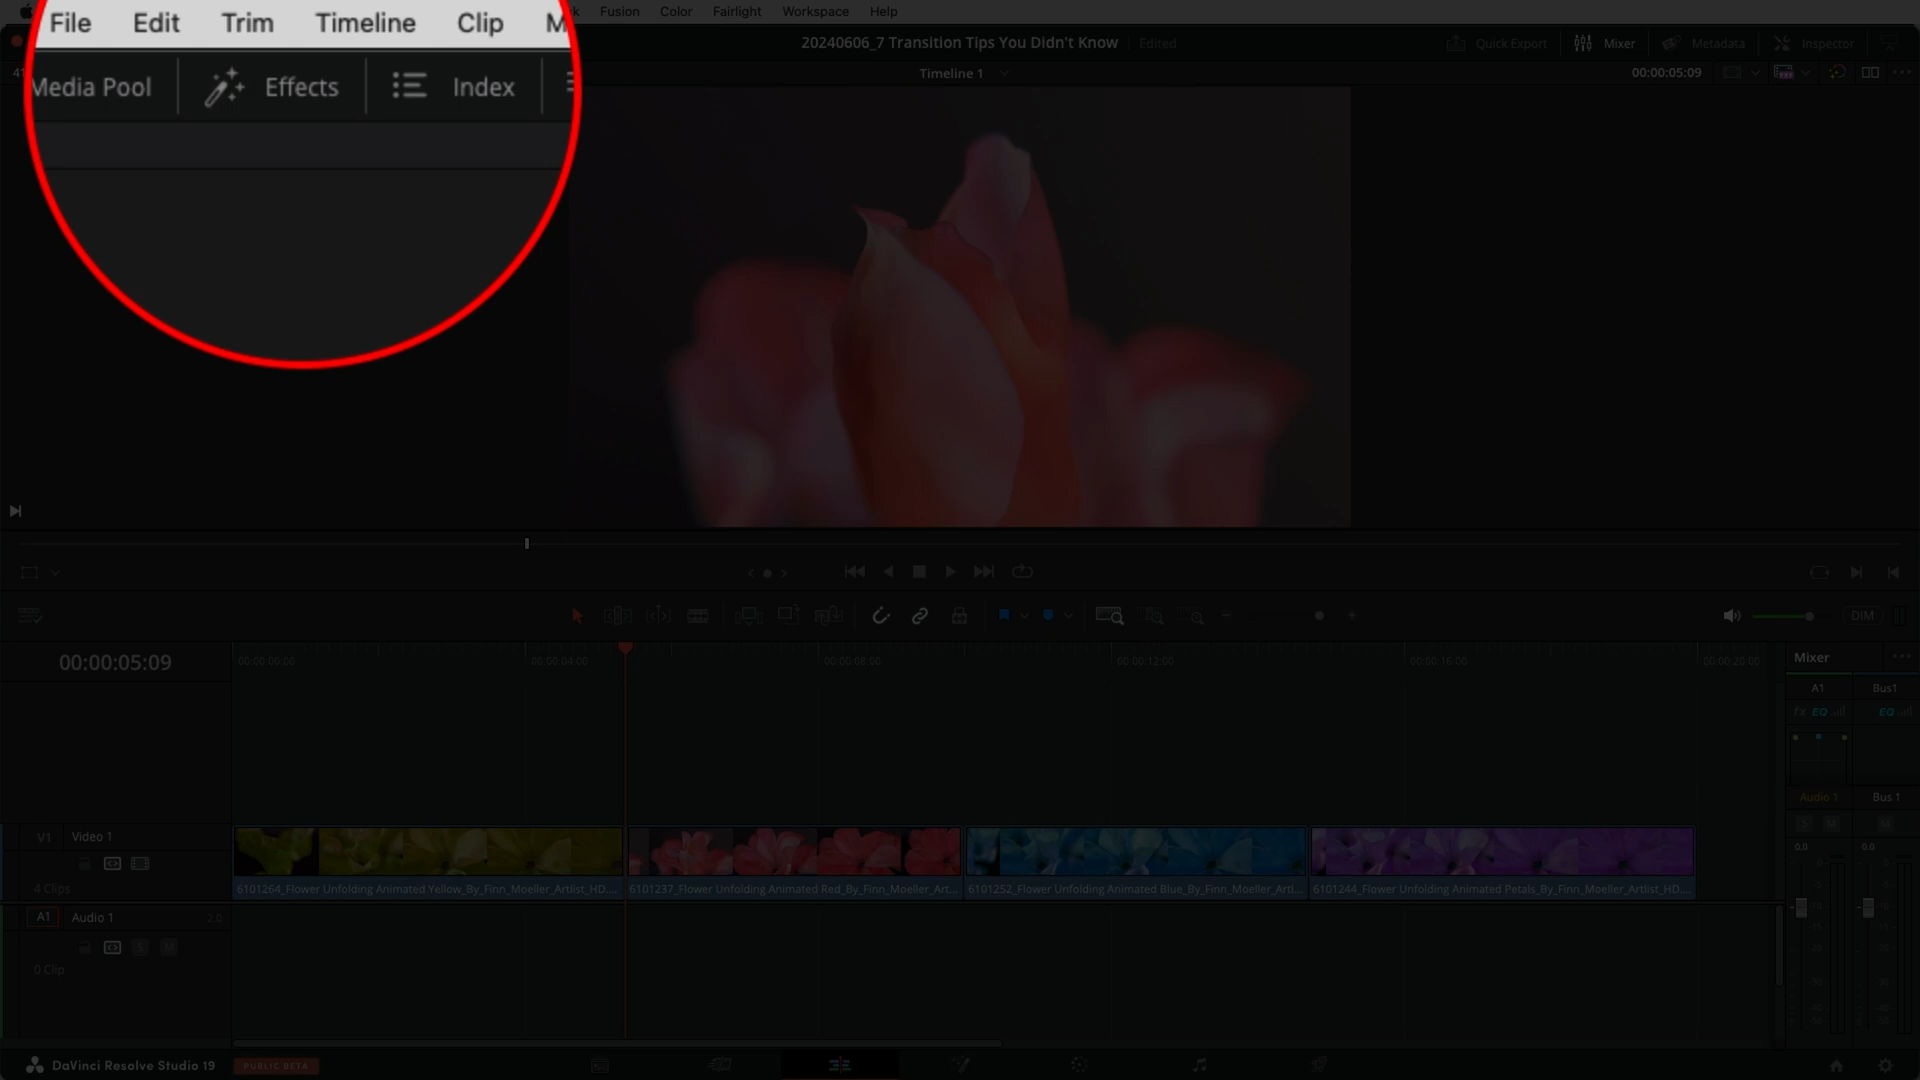 File Edit Trim Timeline Clip
Fusion Color Fairlight Workspace Help
Media Pool Effects Index
20240606_7 Transition Tips You Didn't Know Edited
Quick Export Mixer Metadata Inspector
Timeline 1
00:00:05:09
DIM
00:00:05:09
00:00:00:00 00:00:04:00 00:00:08:00 00:00:12:00 00:00:16:00 00:00:20:00
Mixer
A1 Bus1
fx EQ EQ
Audio 1 Bus 1
S M M
0.0 0.0
V1 Video 1
4 Clips
6101264_Flower Unfolding Animated Yellow_By_Finn_Moeller_Artlist_HD....
6101237_Flower Unfolding Animated Red_By_Finn_Moeller_Art...
6101252_Flower Unfolding Animated Blue_By_Finn_Moeller_Artl...
6101244_Flower Unfolding Animated Petals_By_Finn_Moeller_Artlist_HD....
A1 Audio 1 2.0
S M
0 Clip
DaVinci Resolve Studio 19 PUBLIC BETA